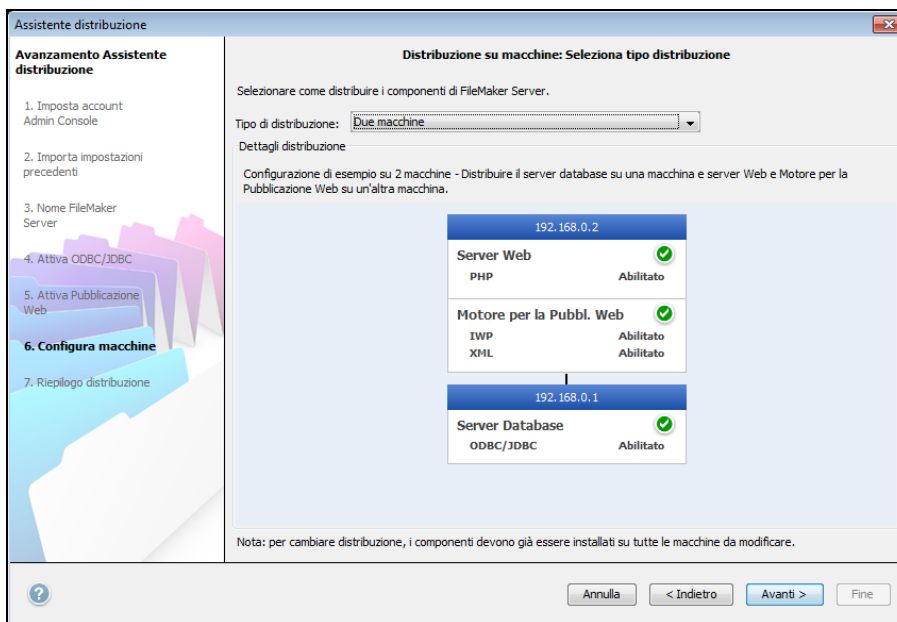 Assistente distribuzione
Avanzamento Assistente
distribuzione
1. Imposta account
Admin Console
2. Importa impostazioni
precedenti
3. Nome FileMaker
Server
4. Attiva ODBC/JDBC
5. Attiva Pubblicazione
Web
6. Configura macchine
7. Riepilogo distribuzione
Distribuzione su macchine: Seleziona tipo distribuzione
Selezionare come distribuire i componenti di FileMaker Server.
Tipo di distribuzione: Due macchine
Dettagli distribuzione
Configurazione di esempio su 2 macchine - Distribuire il server database su una macchina e server Web e Motore per la
Pubblicazione Web su un'altra macchina.
192.168.0.2
Server Web
PHP Abilitato
Motore per la Pubbl. Web
IWP Abilitato
XML Abilitato
192.168.0.1
Server Database
ODBC/JDBC Abilitato
Nota: per cambiare distribuzione, i componenti devono già essere installati su tutte le macchine da modificare.
? Annulla < Indietro Avanti > Fine